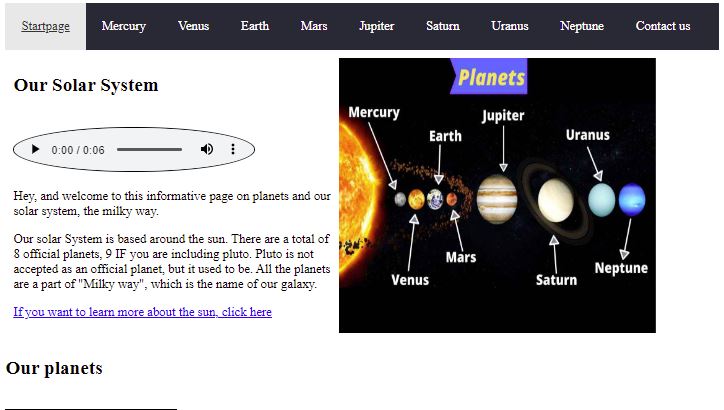 Startpage Mercury Venus Earth Mars Jupiter Saturn Uranus Neptune Contact us
Our Solar System
0:00 / 0:06
Hey, and welcome to this informative page on planets and our
solar system, the milky way.
Our solar System is based around the sun. There are a total of
8 official planets, 9 IF you are including pluto. Pluto is not
accepted as an official planet, but it used to be. All the planets
are a part of "Milky way", which is the name of our galaxy.
If you want to learn more about the sun, click here
Planets
Mercury
Earth
Jupiter
Uranus
Venus
Mars
Saturn
Neptune
Our planets